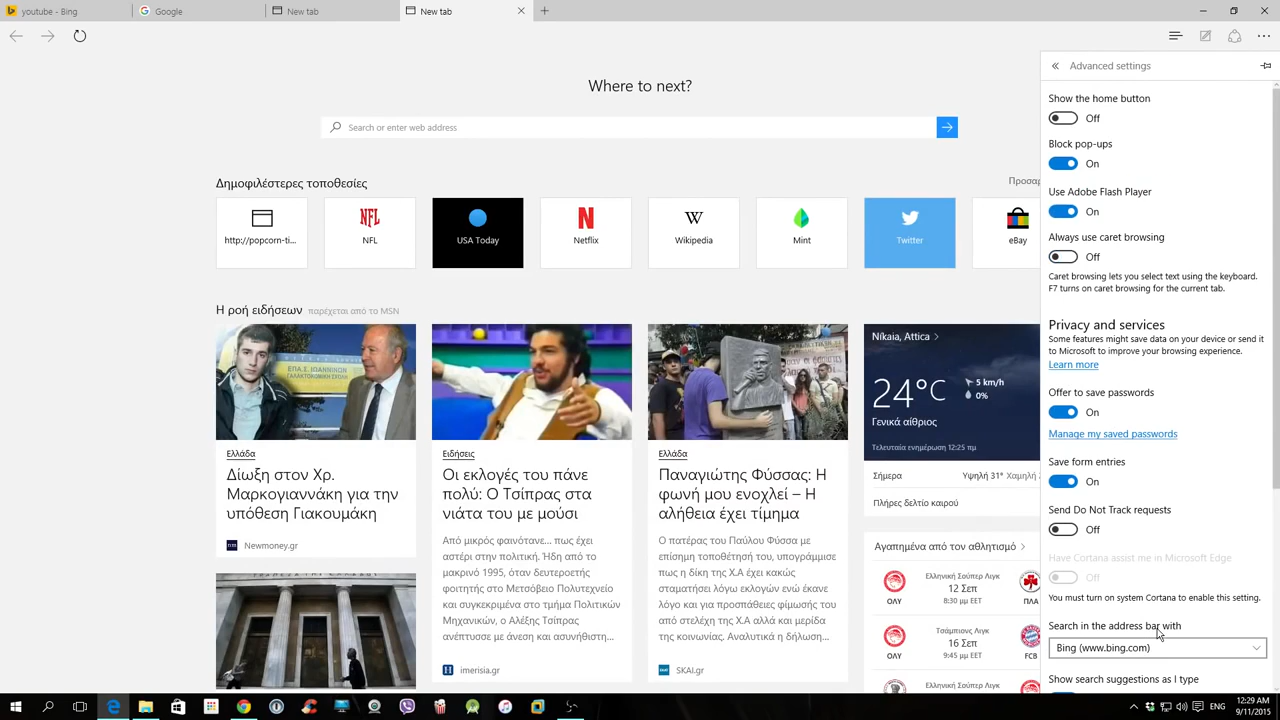 youtube - Bing
Google
New tab
New tab
Where to next?
Search or enter web address
Δημοφιλέστερες τοποθεσίες
http://popcorn-ti...
NFL
NFL
USA Today
N
Netflix
W
Wikipedia
Mint
Twitter
eBay
Η ροή ειδήσεων παρέχεται από το MSN
Ελλάδα
Δίωξη στον Χρ.
Μαρκογιαννάκη για την
υπόθεση Γιακουμάκη
Newmoney.gr
Ειδήσεις
Οι εκλογές του πάνε
πολύ: Ο Τσίπρας στα
νιάτα του με μούσι
Από μικρός φαινότανε... πως έχει
αστέρι στην πολιτική. Ήδη από το
μακρινό 1995, όταν δευτεροετής
φοιτητής στο Μετσόβειο Πολυτεχνείο
και συγκεκριμένα στο τμήμα Πολιτικών
Μηχανικών, ο Αλέξης Τσίπρας
ανέπτυσσε με άνεση και αισυνήθιστη...
imerisia.gr
Ελλάδα
Παναγιώτης Φύσσας: Η
φωνή μου ενοχλεί – Η
αλήθεια έχει τίμημα
Ο πατέρας του Παύλου Φύσσα με
επίσημη τοποθέτησή του, υπογράμμισε
πως η δίκη της Χ.Α έχει κακώς
σταματήσει λόγω εκλογών ενώ έκανε
λόγο και για προσπάθειες φίμωσής του
από στελέχη της Χ.Α αλλά και μερίδα
της κοινωνίας. Αναλυτικά η δήλωση...
SKAI.gr
Níkaia, Attica
24°C
5 km/h
0%
Γενικά αίθριος
Τελευταία ενημέρωση 12:25 πμ
Σήμερα Υψηλή 31° Χαμηλή
Πλήρες δελτίο καιρού
Αγαπημένα από τον αθλητισμό
Ελληνική Σούπερ Λιγκ
12 Σεπ
8:30 μμ EET
ΟΛΥ
ΠΛΑ
Τσάμπιονς Λιγκ
16 Σεπ
9:45 μμ EET
ΟΛΥ
FCB
Ελληνική Σούπερ Λιγκ
Advanced settings
Show the home button
Off
Block pop-ups
On
Use Adobe Flash Player
On
Always use caret browsing
Off
Caret browsing lets you select text using the keyboard.
F7 turns on caret browsing for the current tab.
Privacy and services
Some features might save data on your device or send it
to Microsoft to improve your browsing experience.
Learn more
Offer to save passwords
On
Manage my saved passwords
Save form entries
On
Send Do Not Track requests
Off
Have Cortana assist me in Microsoft Edge
Off
You must turn on system Cortana to enable this setting.
Search in the address bar with
Bing (www.bing.com)
Show search suggestions as I type
ENG
12:29 AM
9/11/2015